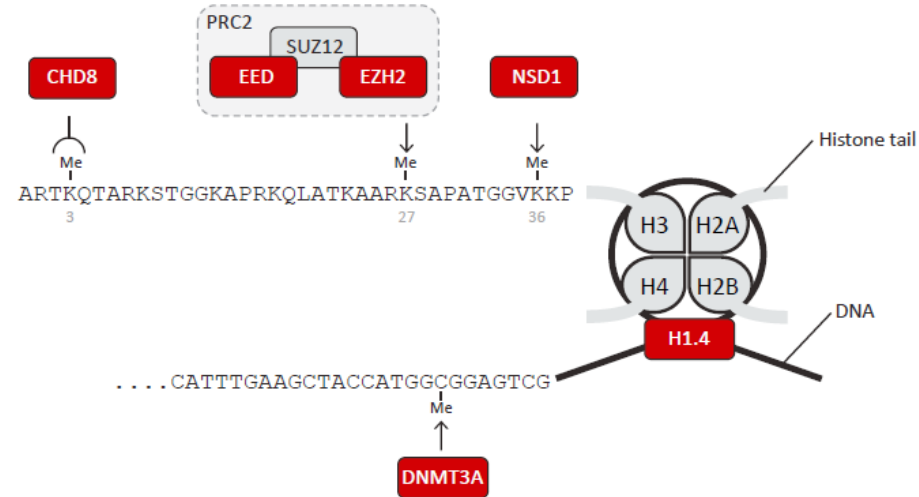 PRC2
SUZ12
CHD8
EED
EZH2
NSD1
Me
Me
Me
Histone tail
ARTKQTARKSTGGKAPRKQLATKAARKSAPATGGVKKP
3
27
36
H3
H2A
H4
H2B
H1.4
DNA
....CATTTGAAGCTACCATGGCGGAGTCG
Me
DNMT3A